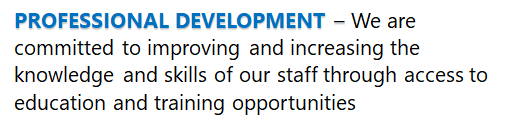 PROFESSIONAL DEVELOPMENT – We are
committed to improving and increasing the
knowledge and skills of our staff through access to
education and training opportunities